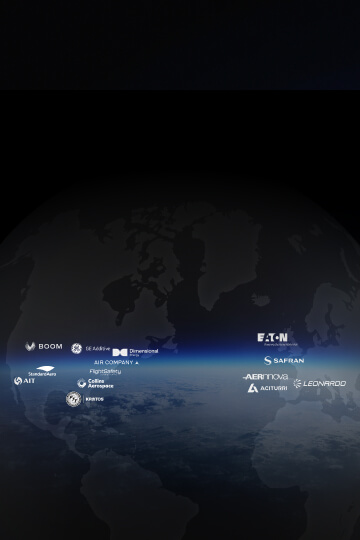 BOOM
GE Additive
Dimensional
AIR COMPANY
FlightSafety
StandardAero
AIT
Collins
Aerospace
KRATOS
EATON
SAFRAN
AERnnova
ACITURRI
LEONARDO